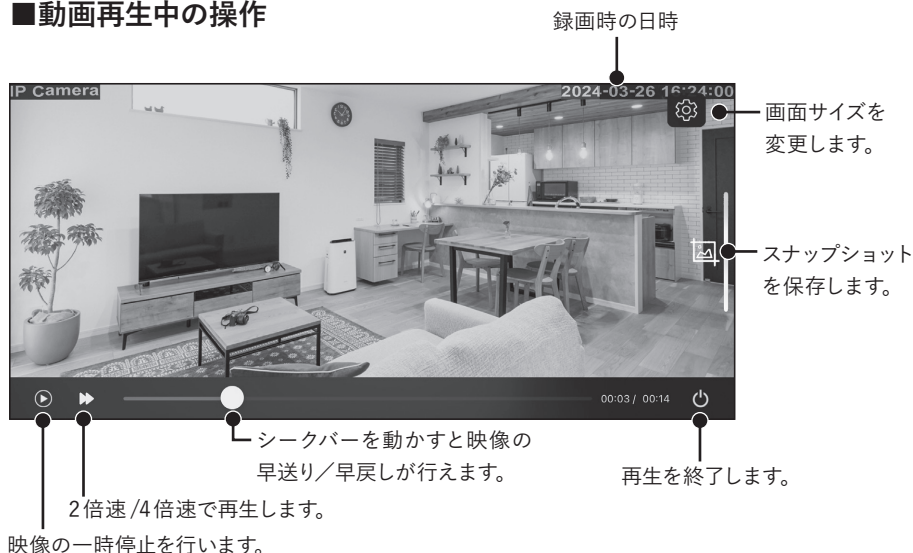 ■動画再生中の操作
録画時の日時
IP Camera
2024-03-26 16:24:00
画面サイズを
変更します。
スナップショット
を保存します。
00:03 / 00:14
シークバーを動かすと映像の
早送り／早戻しが行えます。
再生を終了します。
2倍速/4倍速で再生します。
映像の一時停止を行います。